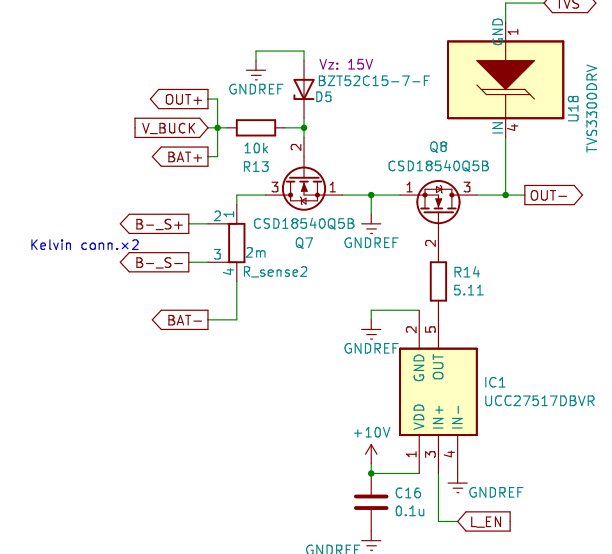 TVS
GND
1
Vz: 15V
BZT52C15-7-F
GNDREF
D5
U18
TVS3300DRV
OUT+
V_BUCK
10k
R13
BAT+
2
IN
4
Q8
CSD18540Q5B
3
1
1
3
OUT-
CSD18540Q5B
Q7
GNDREF
B-_S+
2
1
Kelvin conn.×2
2m
B-_S-
3
R_sense2
4
2
R14
5.11
BAT-
GNDREF
2
5
GND
OUT
IC1
UCC27517DBVR
VDD
IN+
IN-
+10V
1
3
4
C16
0.1u
GNDREF
L_EN
GNDREF